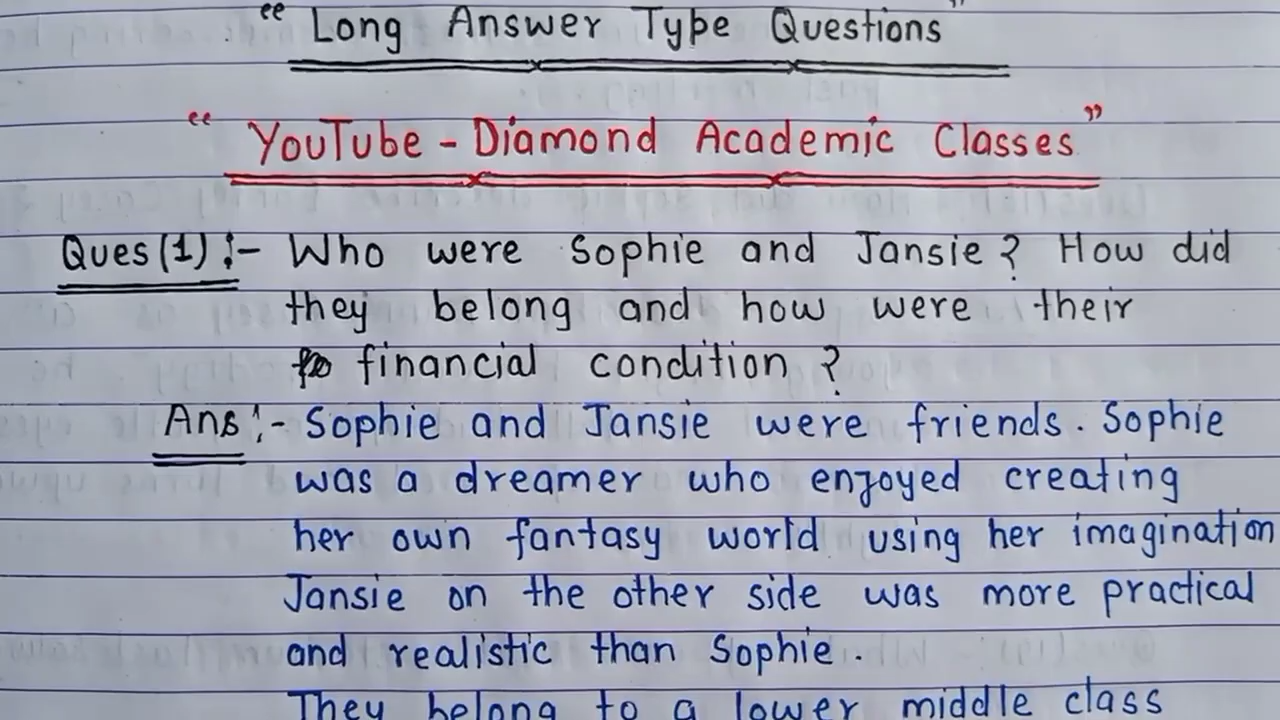 “ Long Answer Type Questions ”
“ YouTube - Diamond Academic Classes ”
Ques (1) :- Who were Sophie and Jansie? How did
they belong and how were their
financial condition?
Ans :- Sophie and Jansie were friends. Sophie
was a dreamer who enjoyed creating
her own fantasy world using her imagination
Jansie on the other side was more practical
and realistic than Sophie.
They belong to a lower middle class